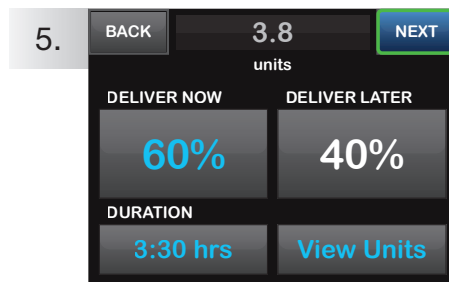 5.
BACK 3.8 NEXT
units
DELIVER NOW DELIVER LATER
60% 40%
DURATION
3:30 hrs View Units